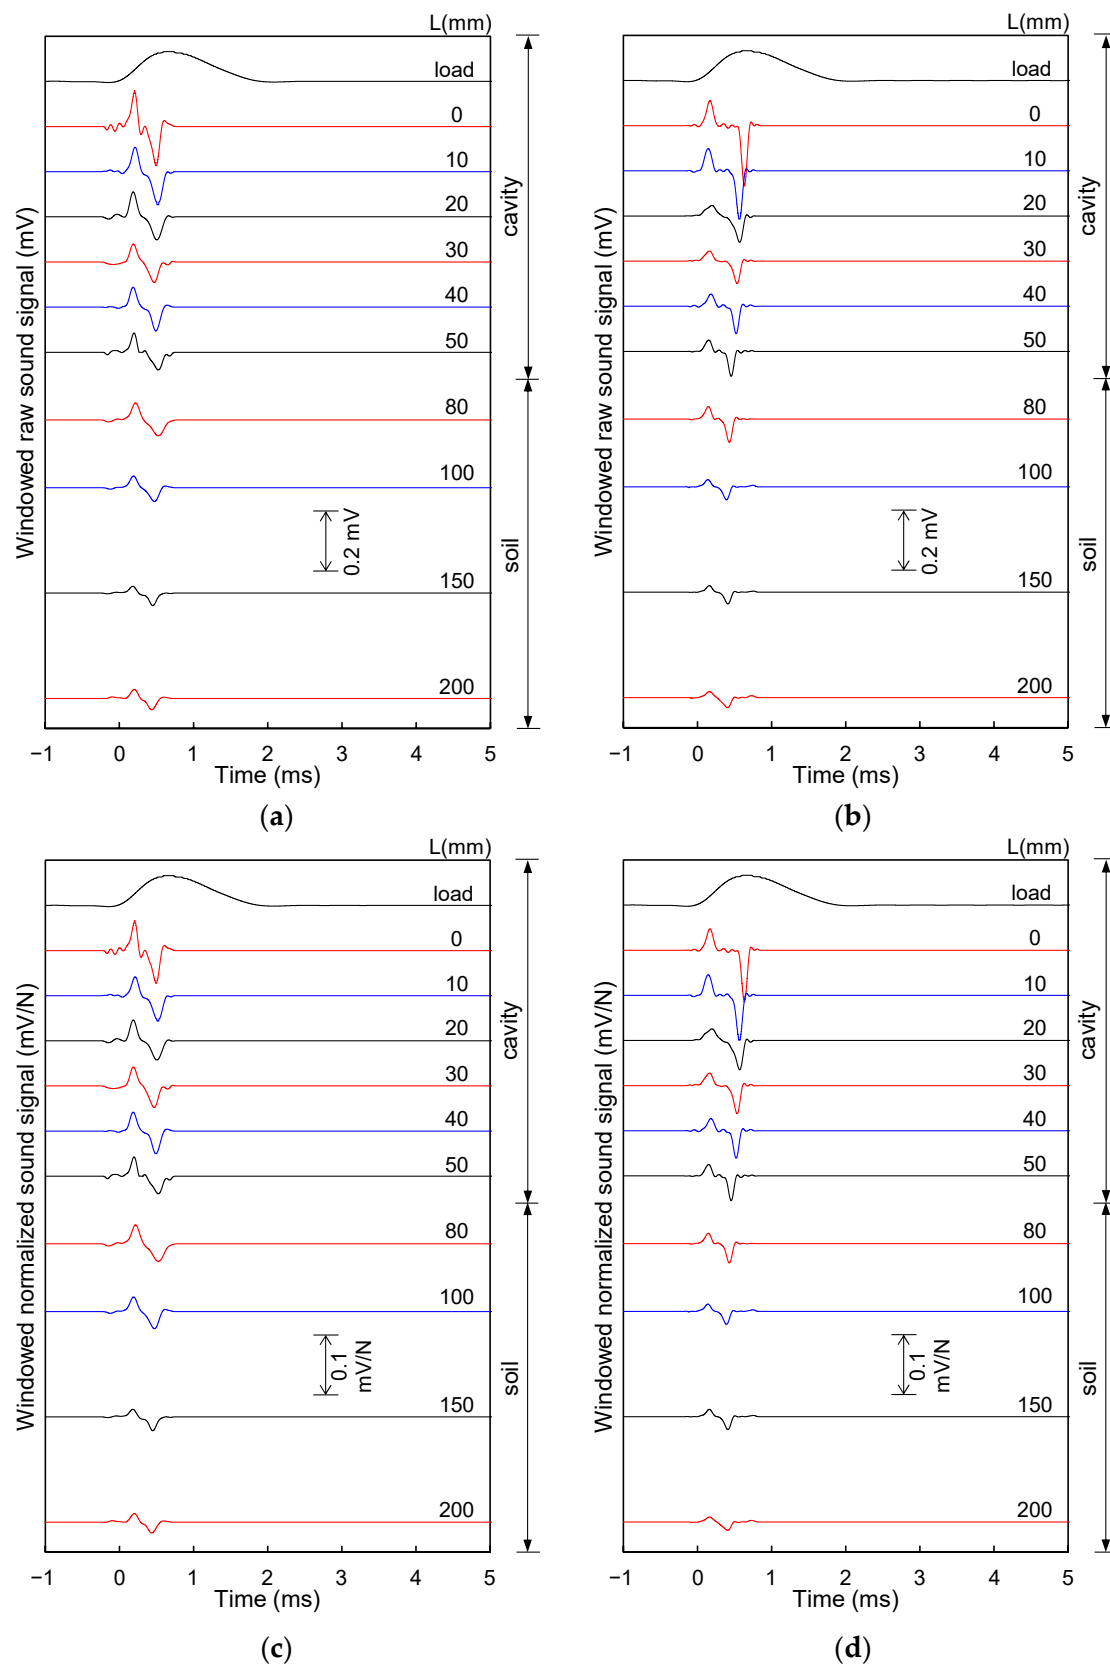 L(mm)
load
0
10
20
30
40
50
80
100
150
200
0.2 mV
cavity
soil
Windowed raw sound signal (mV)
−1 0 1 2 3 4 5
Time (ms)
(a)
L(mm)
load
0
10
20
30
40
50
80
100
150
200
0.2 mV
cavity
soil
Windowed raw sound signal (mV)
−1 0 1 2 3 4 5
Time (ms)
(b)
L(mm)
load
0
10
20
30
40
50
80
100
150
200
0.1
mV/N
cavity
soil
Windowed normalized sound signal (mV/N)
−1 0 1 2 3 4 5
Time (ms)
(c)
L(mm)
load
0
10
20
30
40
50
80
100
150
200
0.1
mV/N
cavity
soil
Windowed normalized sound signal (mV/N)
−1 0 1 2 3 4 5
Time (ms)
(d)